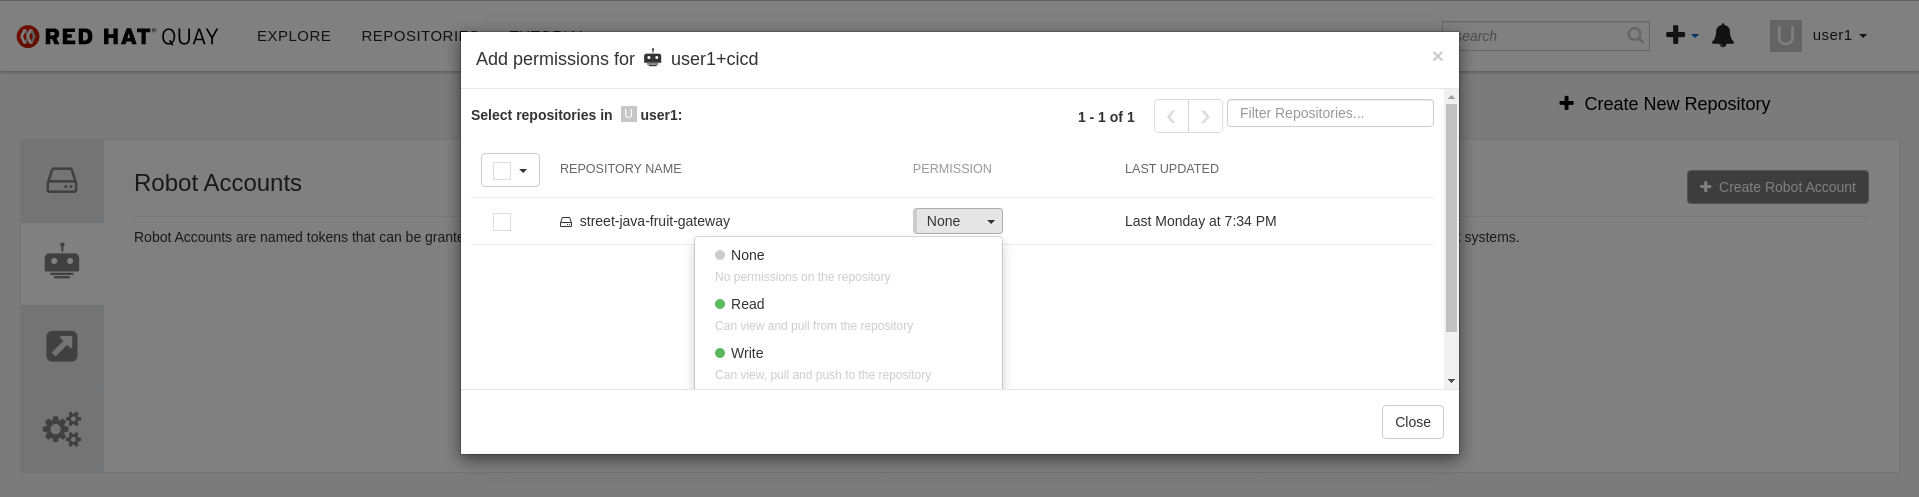 RED HAT QUAY EXPLORE REPOSITORIES TUTORIAL search user1
Add permissions for user1+cicd ×
Create New Repository
Select repositories in U user1: 1 - 1 of 1 Filter Repositories...
REPOSITORY NAME PERMISSION LAST UPDATED
Robot Accounts Create Robot Account
street-java-fruit-gateway None Last Monday at 7:34 PM
Robot Accounts are named tokens that can be grante systems.
None
No permissions on the repository
Read
Can view and pull from the repository
Write
Can view, pull and push to the repository
Close